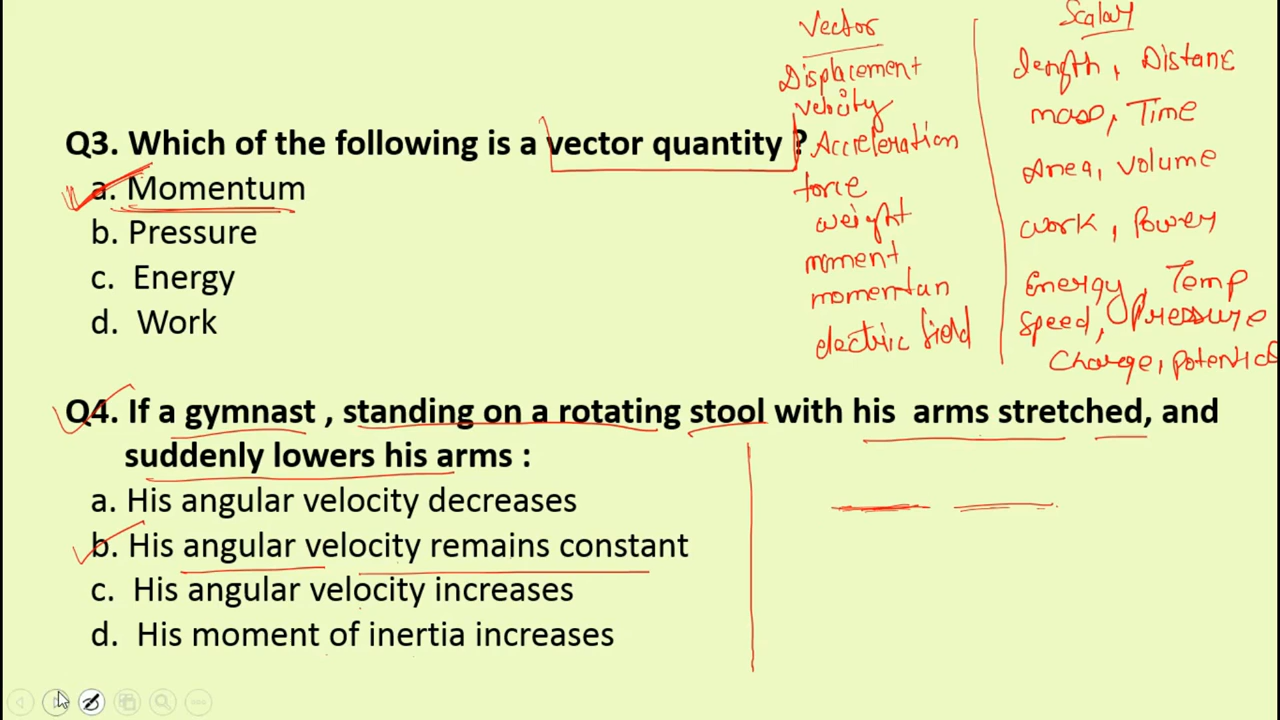 Vector
Displacement
velocity
Acceleration
force
weight
moment
momentum
electric field
Scalar
length, Distance
mass, Time
Area, volume
work, Power
Energy, Temp
Speed, Pressure
Charge, potential
Q3. Which of the following is a vector quantity ?
a. Momentum
b. Pressure
c. Energy
d. Work
Q4. If a gymnast , standing on a rotating stool with his arms stretched, and
suddenly lowers his arms :
a. His angular velocity decreases
b. His angular velocity remains constant
c. His angular velocity increases
d. His moment of inertia increases